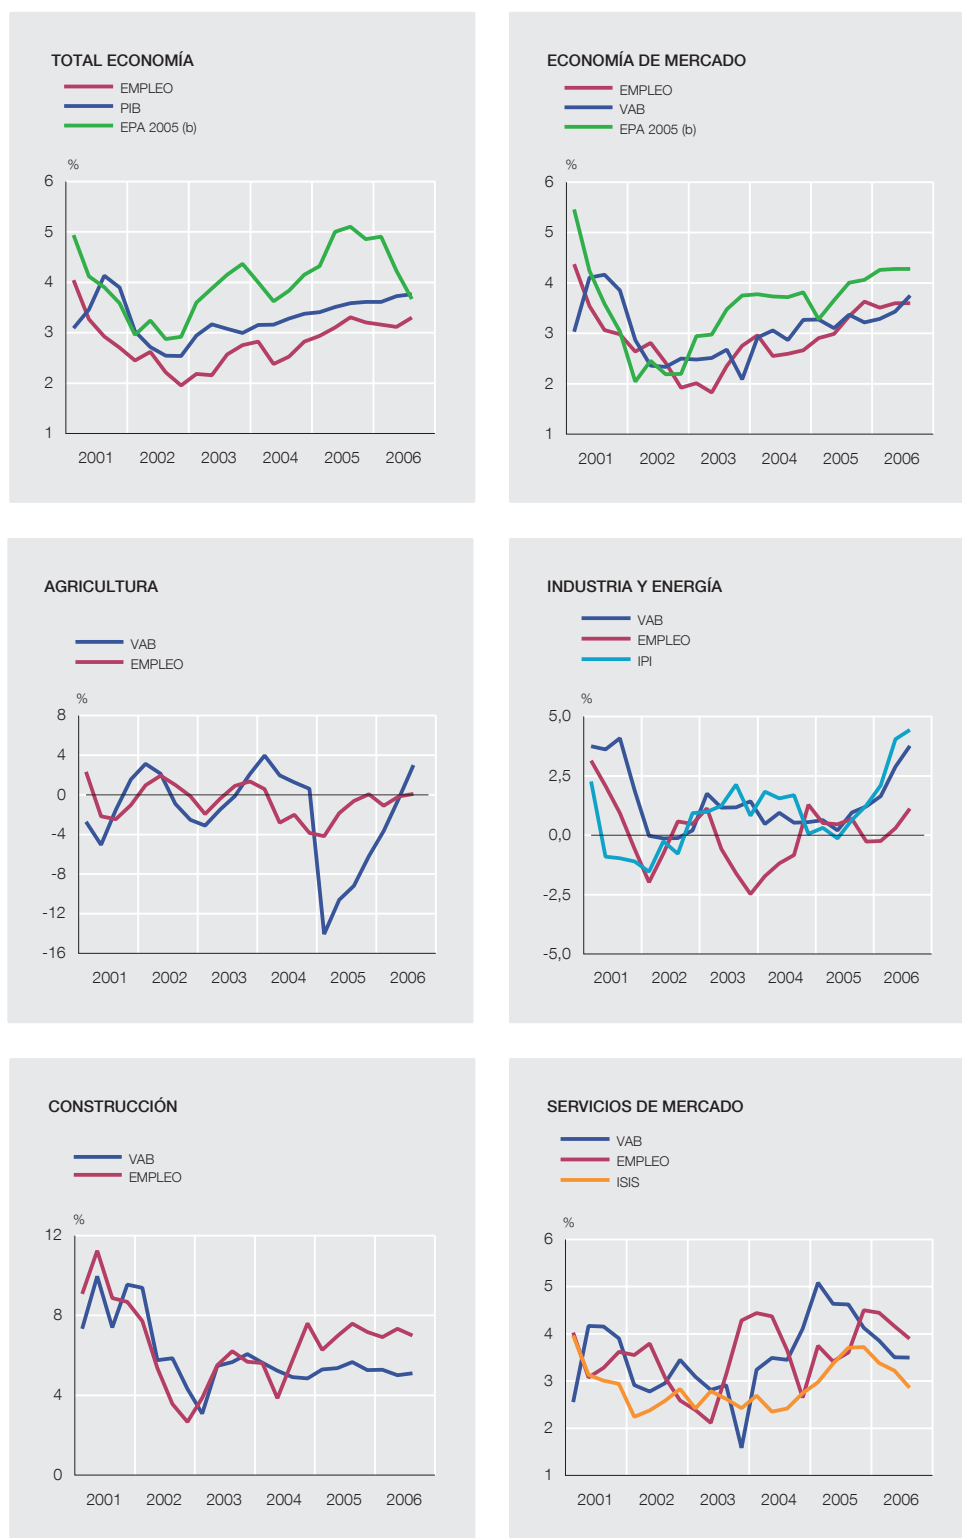 TOTAL ECONOMÍA
EMPLEO
PIB
EPA 2005 (b)
%
6
5
4
3
2
1
2001 2002 2003 2004 2005 2006
ECONOMÍA DE MERCADO
EMPLEO
VAB
EPA 2005 (b)
%
6
5
4
3
2
1
2001 2002 2003 2004 2005 2006
AGRICULTURA
VAB
EMPLEO
%
8
4
0
-4
-8
-12
-16
2001 2002 2003 2004 2005 2006
INDUSTRIA Y ENERGÍA
VAB
EMPLEO
IPI
%
5,0
2,5
0,0
-2,5
-5,0
2001 2002 2003 2004 2005 2006
CONSTRUCCIÓN
VAB
EMPLEO
%
12
8
4
0
2001 2002 2003 2004 2005 2006
SERVICIOS DE MERCADO
VAB
EMPLEO
ISIS
%
6
5
4
3
2
1
2001 2002 2003 2004 2005 2006